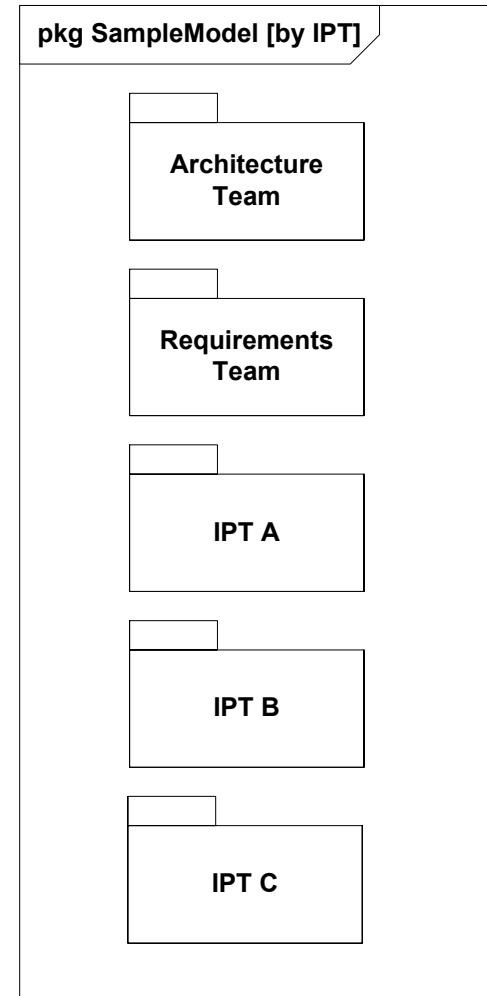 pkg SampleModel [by IPT]
Architecture
Team
Requirements
Team
IPT A
IPT B
IPT C